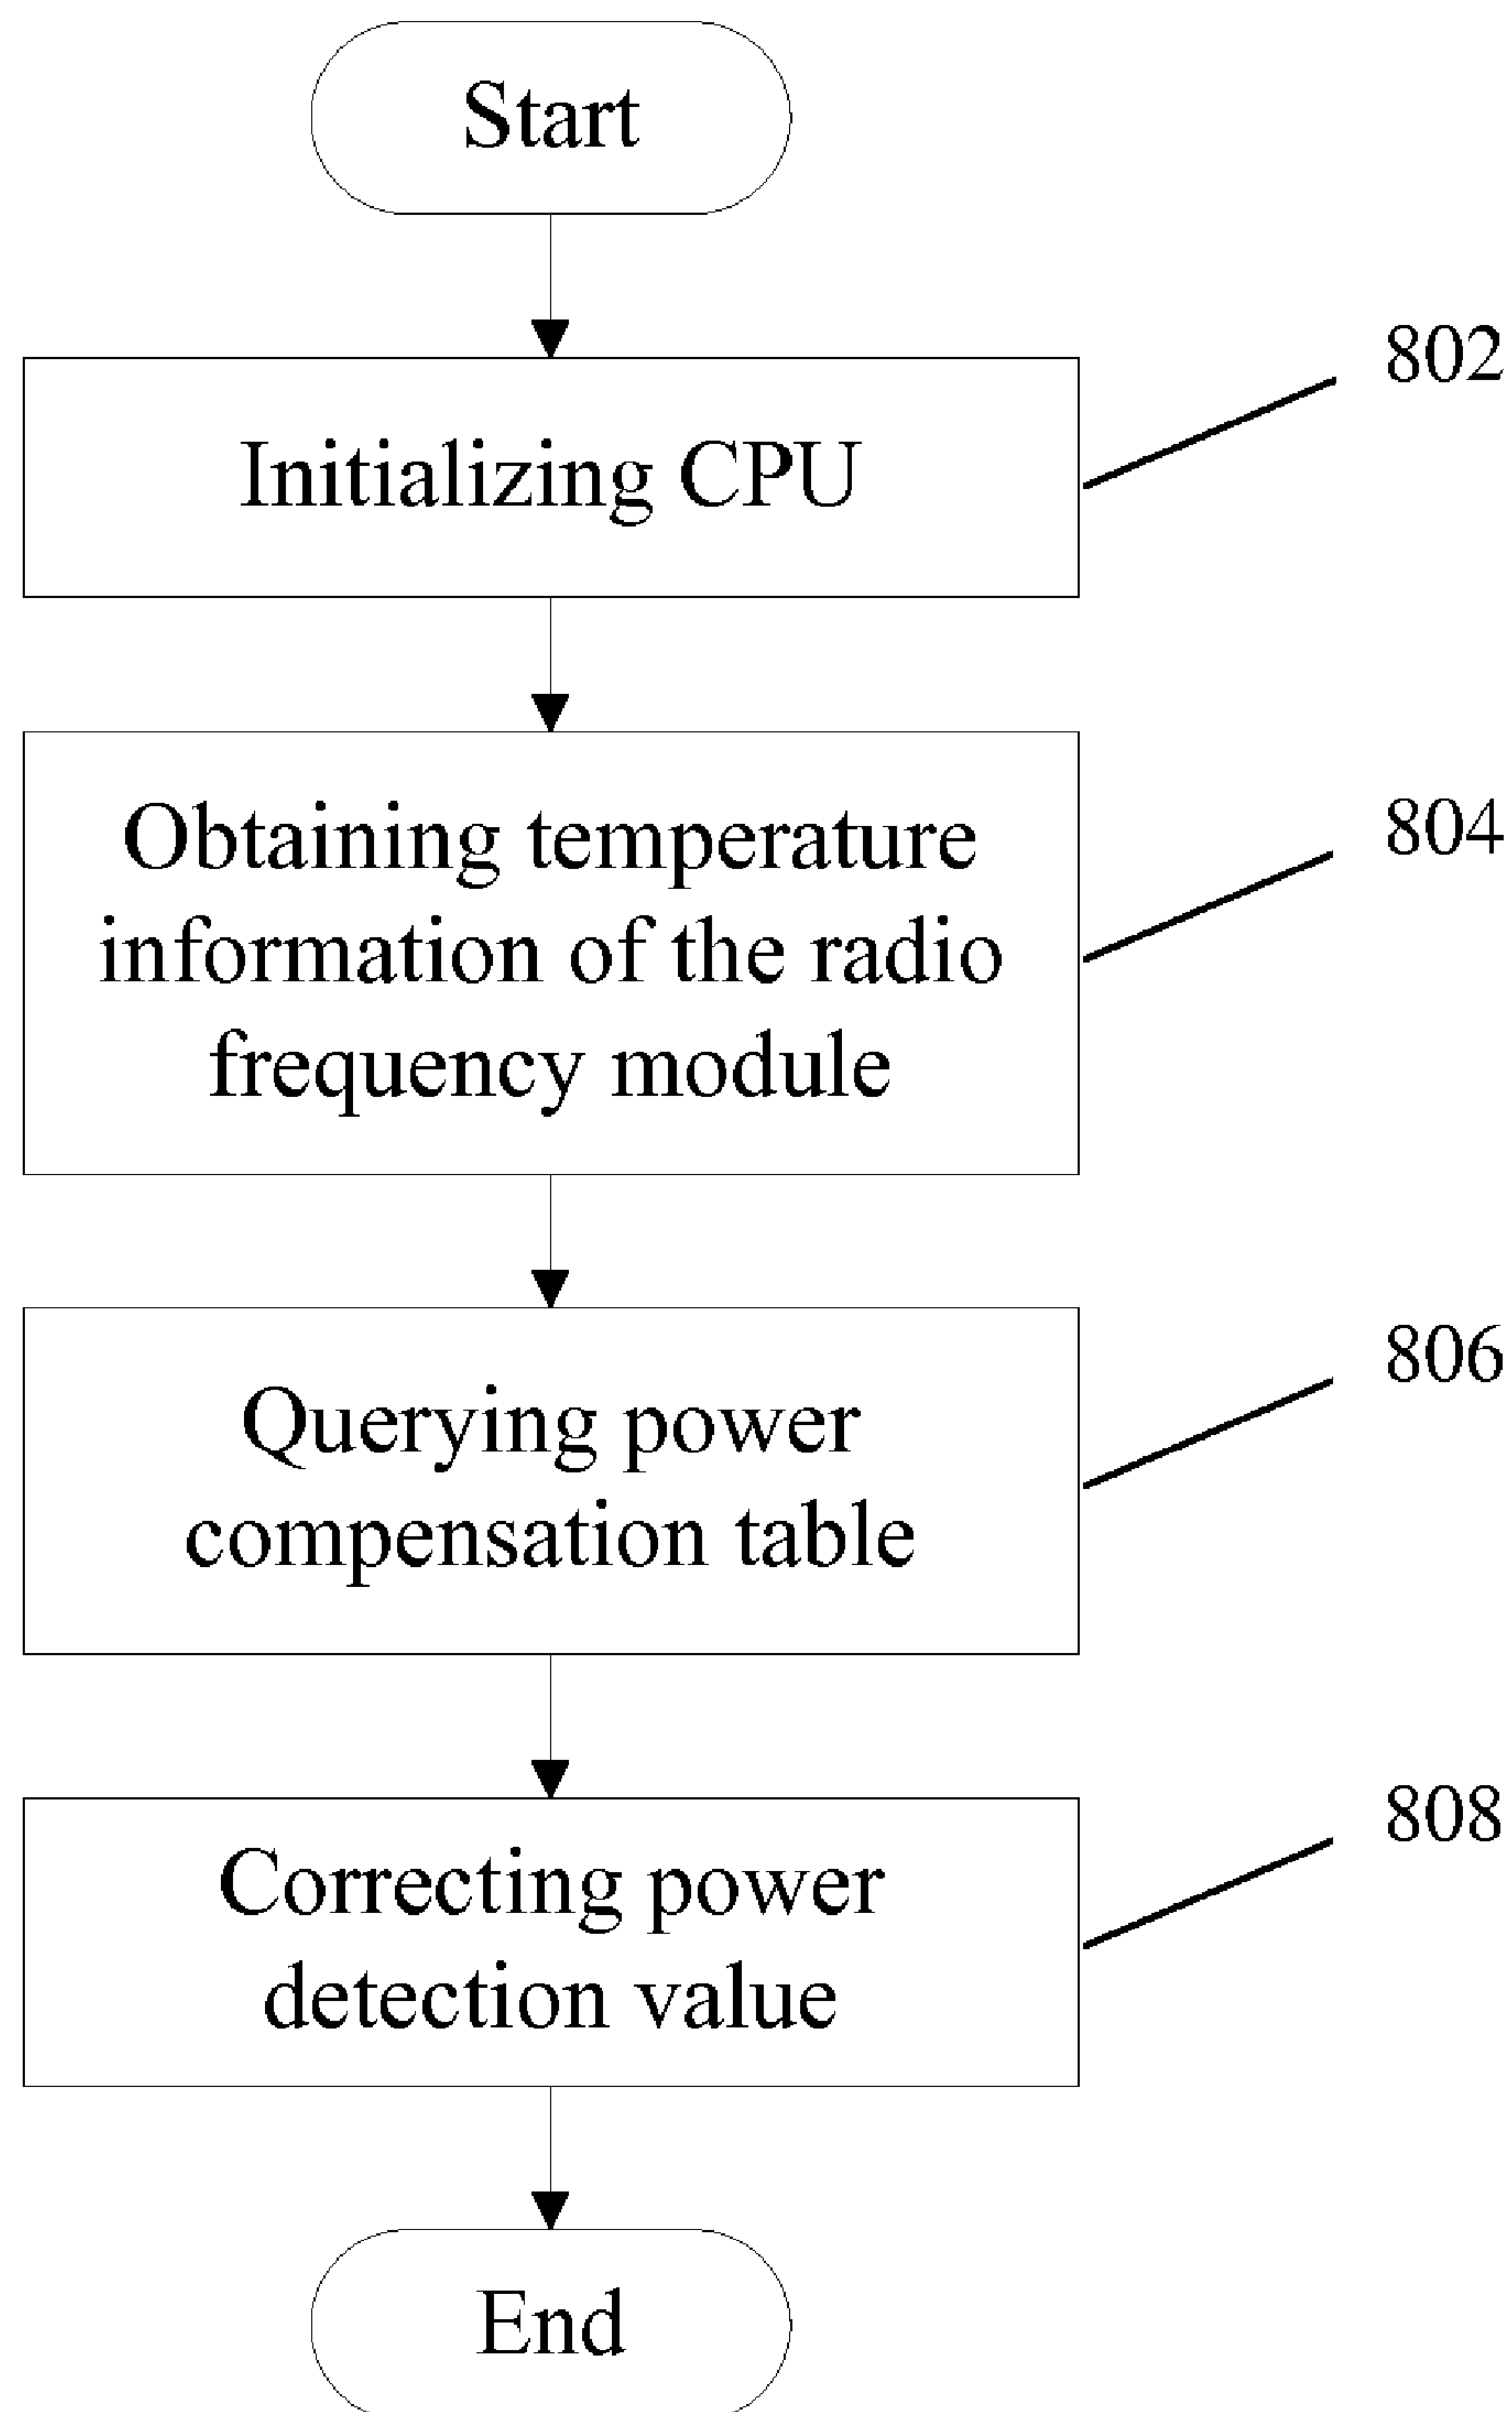 Start
802
Initializing CPU
804
Obtaining temperature
information of the radio
frequency module
806
Querying power
compensation table
808
Correcting power
detection value
End